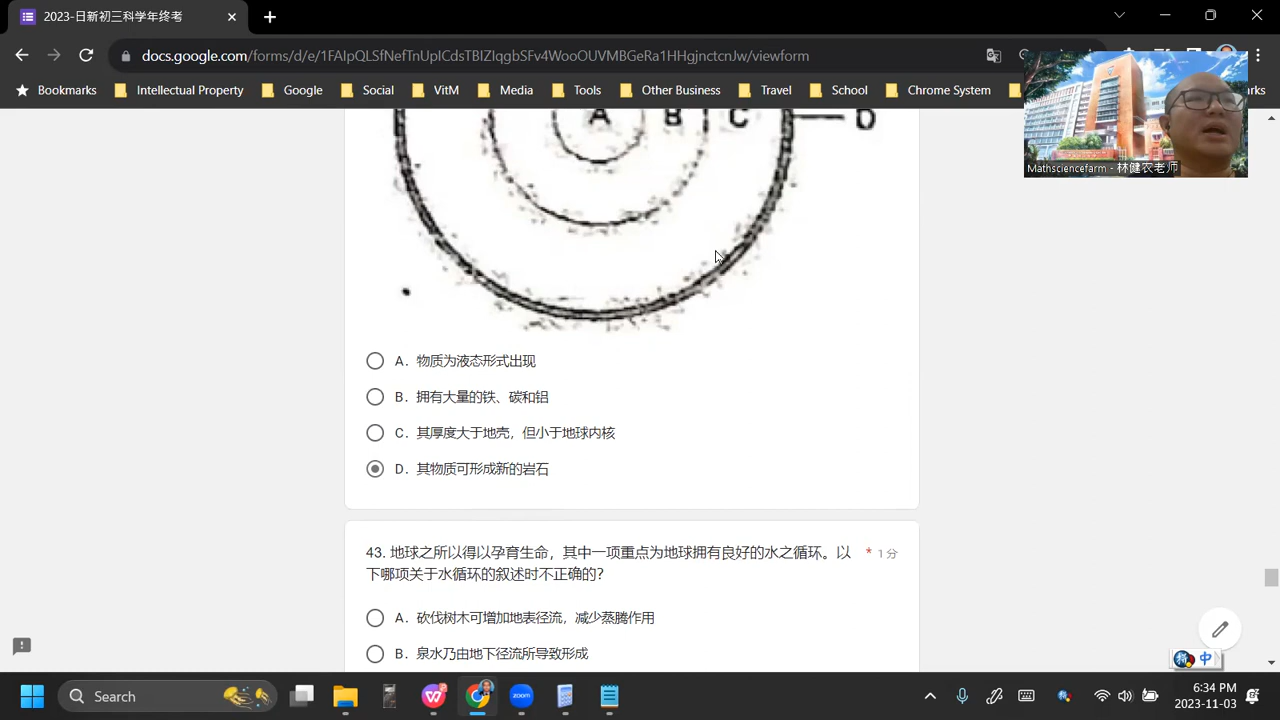 2023-日新初三科学年终考
docs.google.com/forms/d/e/1FAIpQLSfNefTnUpICdsTBIZIqgbSFv4WooOUVMBGeRa1HHgjnctcnJw/viewform
Bookmarks
Intellectual Property
Google
Social
VitM
Media
Tools
Other Business
Travel
School
Chrome System
Mathsciencefarm - 林健农老师
A B C D
A. 物质为液态形式出现
B. 拥有大量的铁、碳和铝
C. 其厚度大于地壳，但小于地球内核
D. 其物质可形成新的岩石
43. 地球之所以得以孕育生命，其中一项重点为地球拥有良好的水之循环。以 * 1 分
下哪项关于水循环的叙述时不正确的？
A. 砍伐树木可增加地表径流，减少蒸腾作用
B. 泉水乃由地下径流所导致形成
中
Search
zoom
6:34 PM
2023-11-03